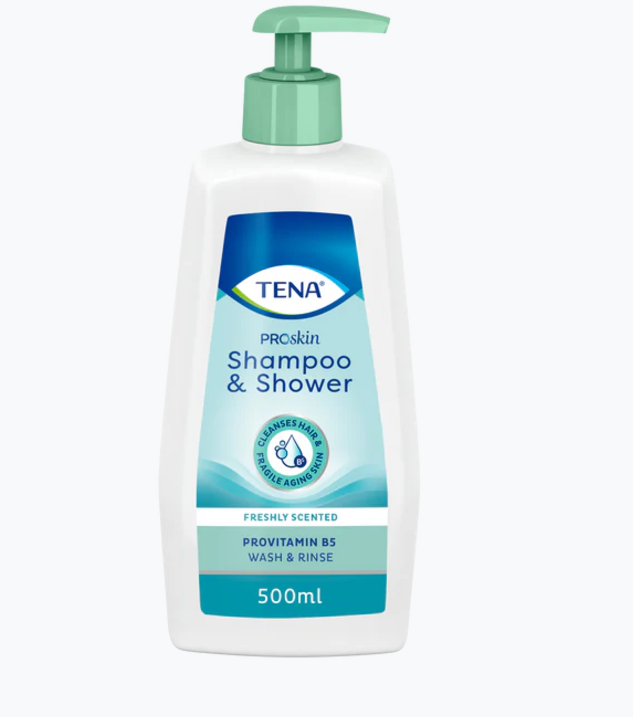 TENA®
PROskin
Shampoo
& Shower
CLEANSES HAIR &
FRAGILE AGING SKIN
B5
FRESHLY SCENTED
PROVITAMIN B5
WASH & RINSE
500ml